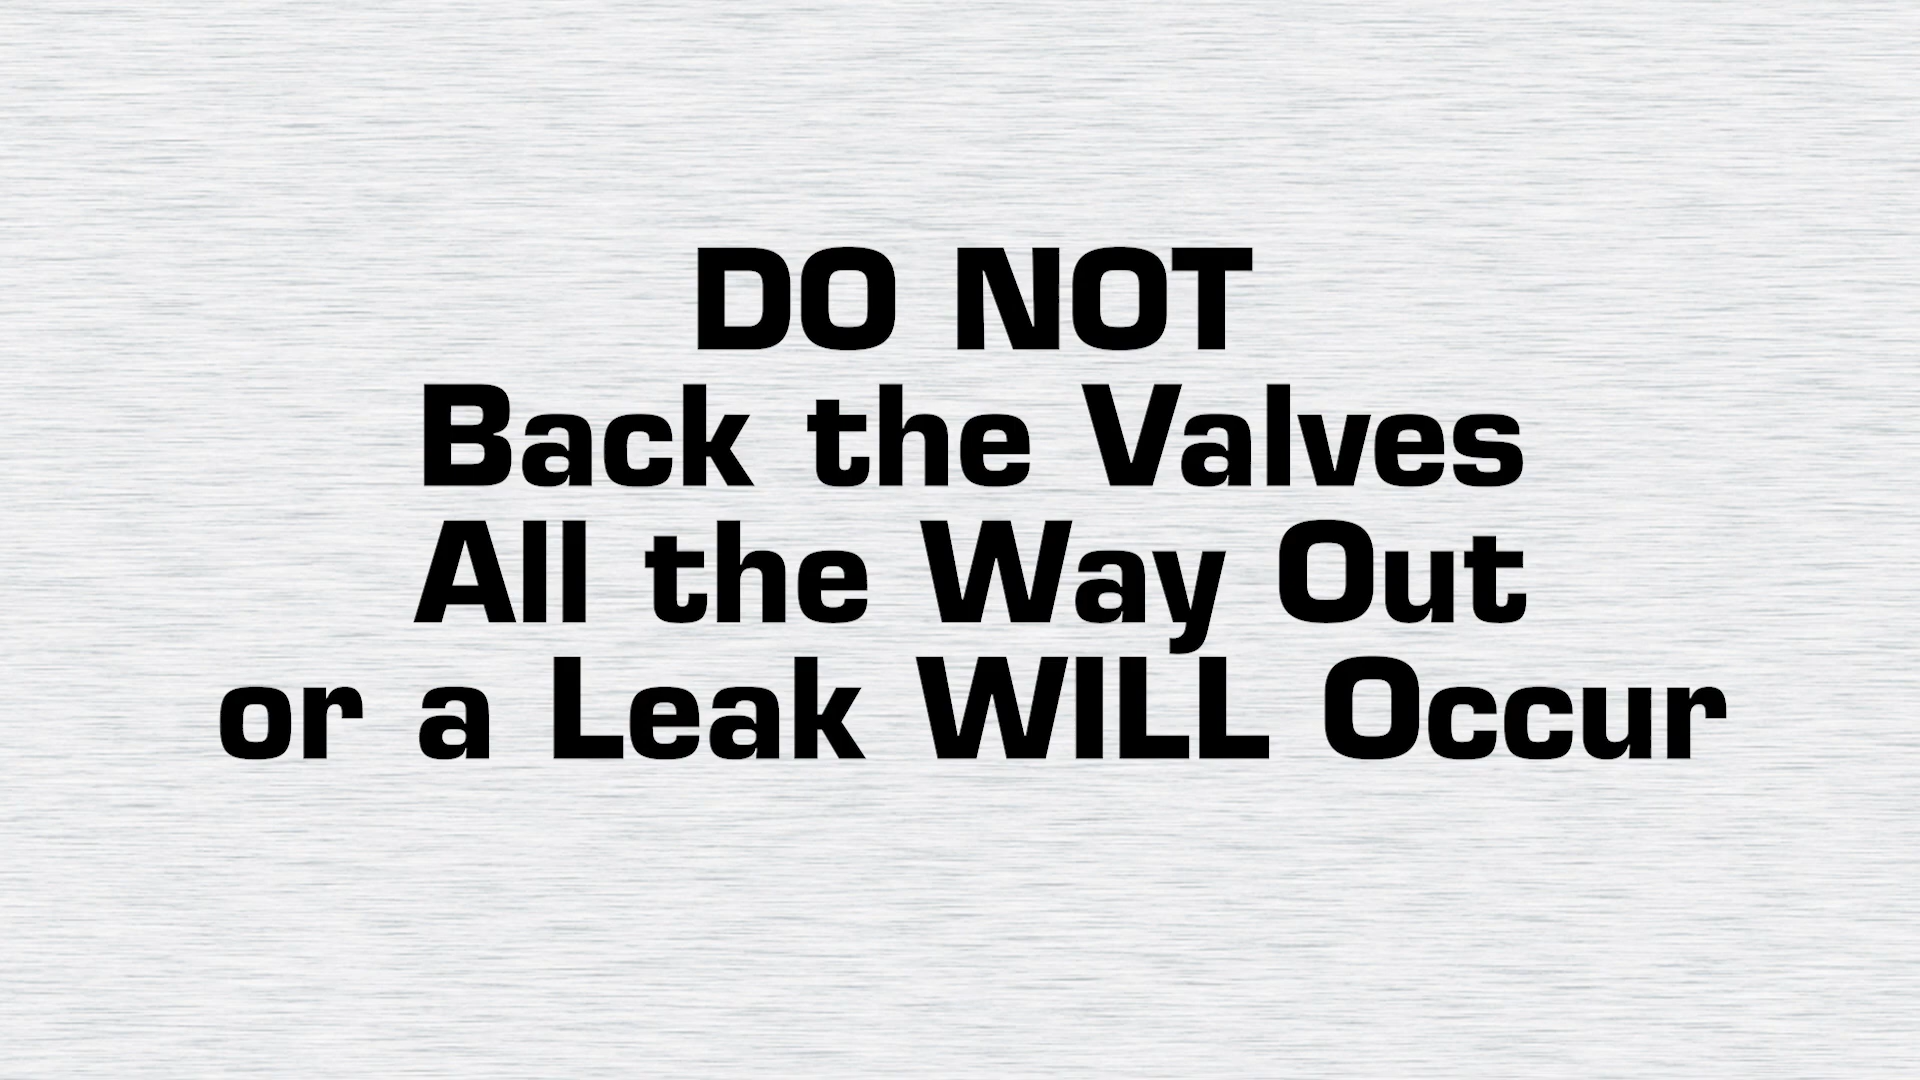 DO NOT
Back the Valves
All the Way Out
or a Leak WILL Occur